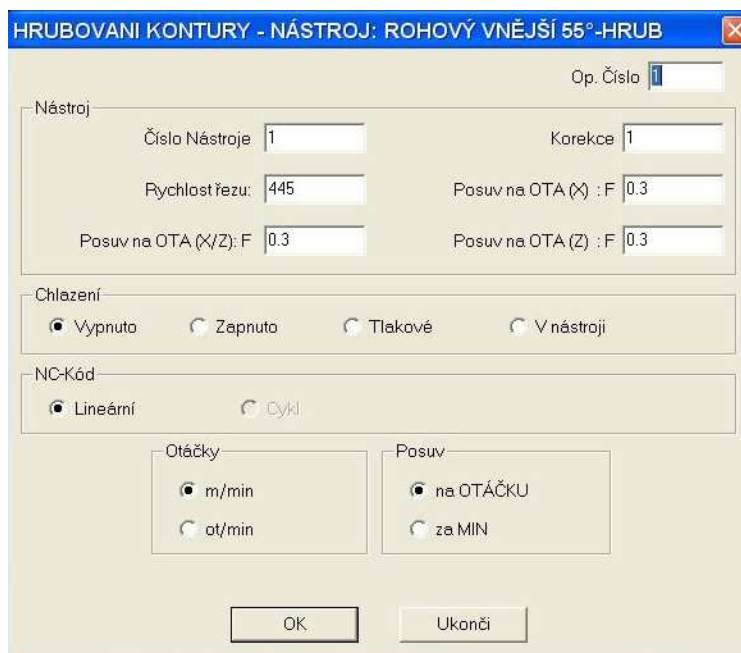 HRUBOVANI KONTURY - NÁSTROJ: ROHOVÝ VNĚJŠÍ 55°-HRUB
Op. Číslo 1
Nástroj
Číslo Nástroje 1 Korekce 1
Rychlost řezu: 445 Posuv na OTA (X) : F 0.3
Posuv na OTA (X/Z): F 0.3 Posuv na OTA (Z) : F 0.3
Chlazení
Vypnuto Zapnuto Tlakové V nástroji
NC-Kód
Lineární Cykl
Otáčky Posuv
m/min na OTÁČKU
ot/min za MIN
OK Ukonči